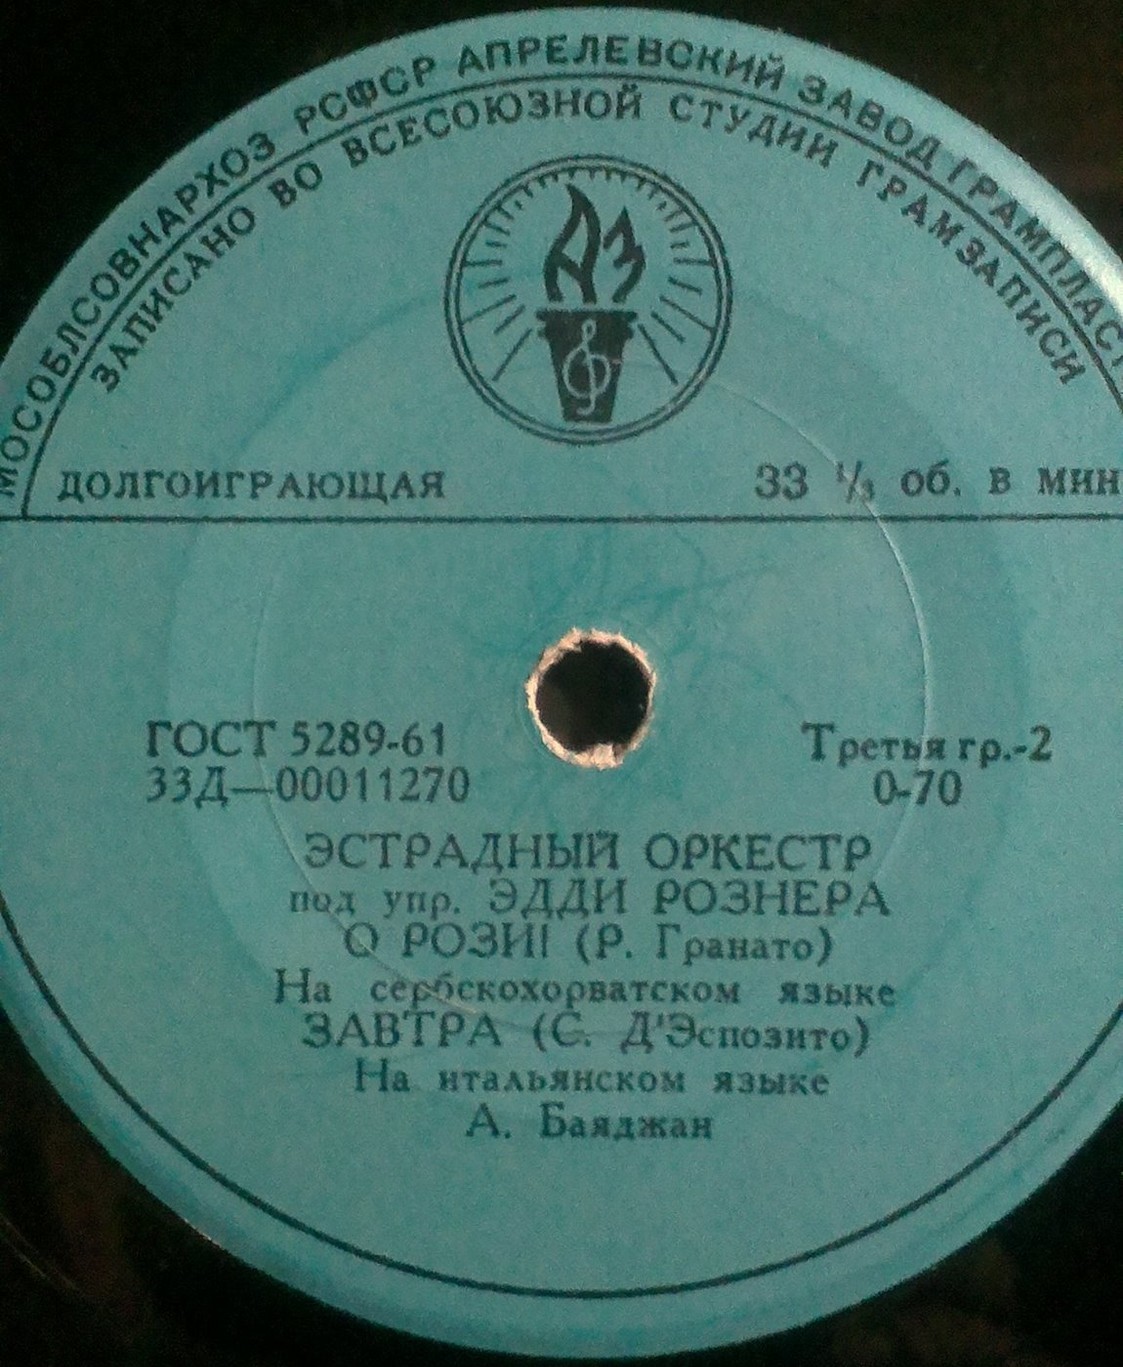 МОСОБЛСОВНАРХОЗ РСФСР АПРЕЛЕВСКИЙ ЗАВОД ГРАМПЛАСТ
ЗАПИСАНО ВО ВСЕСОЮЗНОЙ СТУДИИ ГРАМЗАПИСИ
АЗ
ДОЛГОИГРАЮЩАЯ 33 ⅓ об. в мин
ГОСТ 5289-61 Третья гр.-2
33Д—00011270 0-70
ЭСТРАДНЫЙ ОРКЕСТР
под упр. ЭДДИ РОЗНЕРА
О РОЗИ! (Р. Гранато)
На сербскохорватском языке
ЗАВТРА (С. Д'Эспозито)
На итальянском языке
А. Баяджан